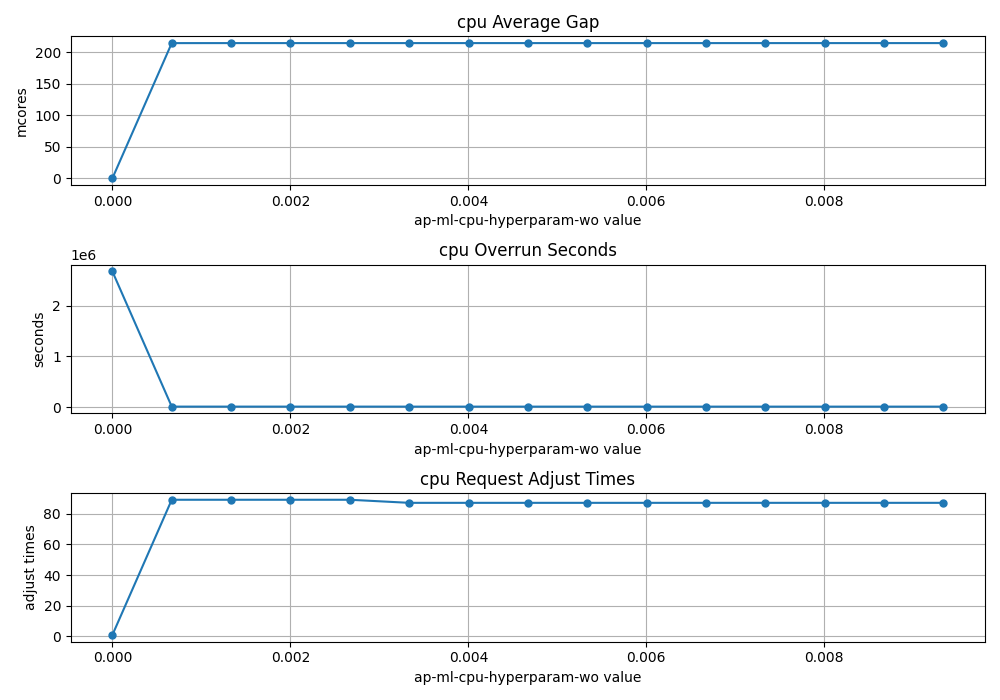 cpu Average Gap
200
150
100
50
0
mcores
0.000 0.002 0.004 0.006 0.008
ap-ml-cpu-hyperparam-wo value
cpu Overrun Seconds
1e6
2
1
0
seconds
0.000 0.002 0.004 0.006 0.008
ap-ml-cpu-hyperparam-wo value
cpu Request Adjust Times
80
60
40
20
0
adjust times
0.000 0.002 0.004 0.006 0.008
ap-ml-cpu-hyperparam-wo value